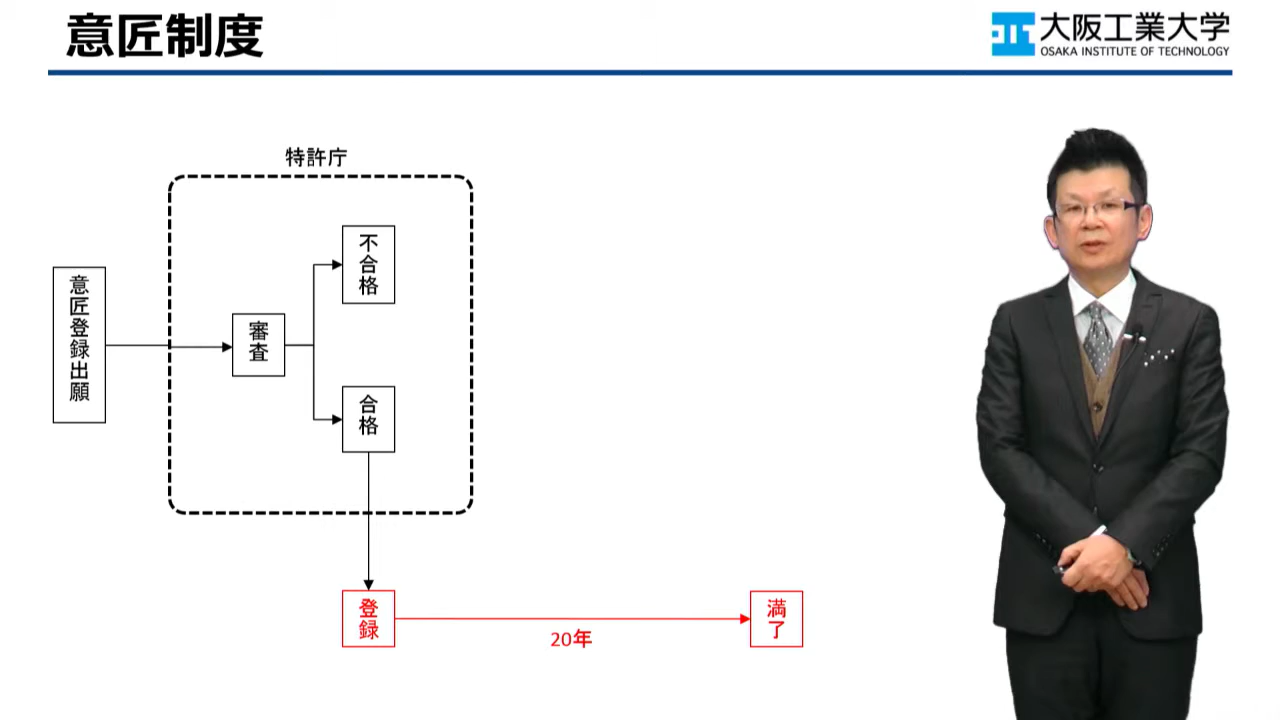 意匠制度
大阪工業大学
OSAKA INSTITUTE OF TECHNOLOGY
特許庁
意匠登録出願
審査
不合格
合格
登録
20年
満了